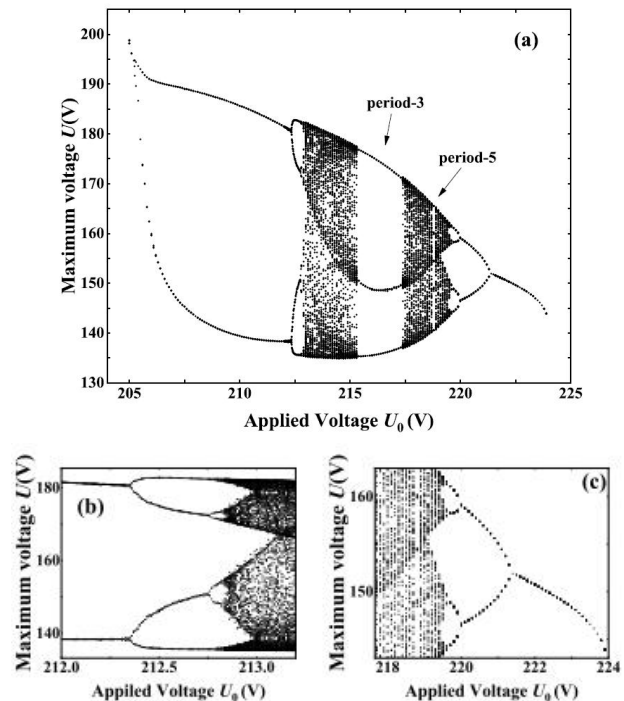 (a)
period-3
period-5
Maximum voltage U(V)
200
190
180
170
160
150
140
130
205
210
215
220
225
Applied Voltage U0 (V)
(b)
Maximum voltage U(V)
180
160
140
212.0
212.5
213.0
Appiled Voltage U0 (V)
(c)
Maximum voltage U(V)
160
150
218
220
222
224
Applied Voltage U0 (V)